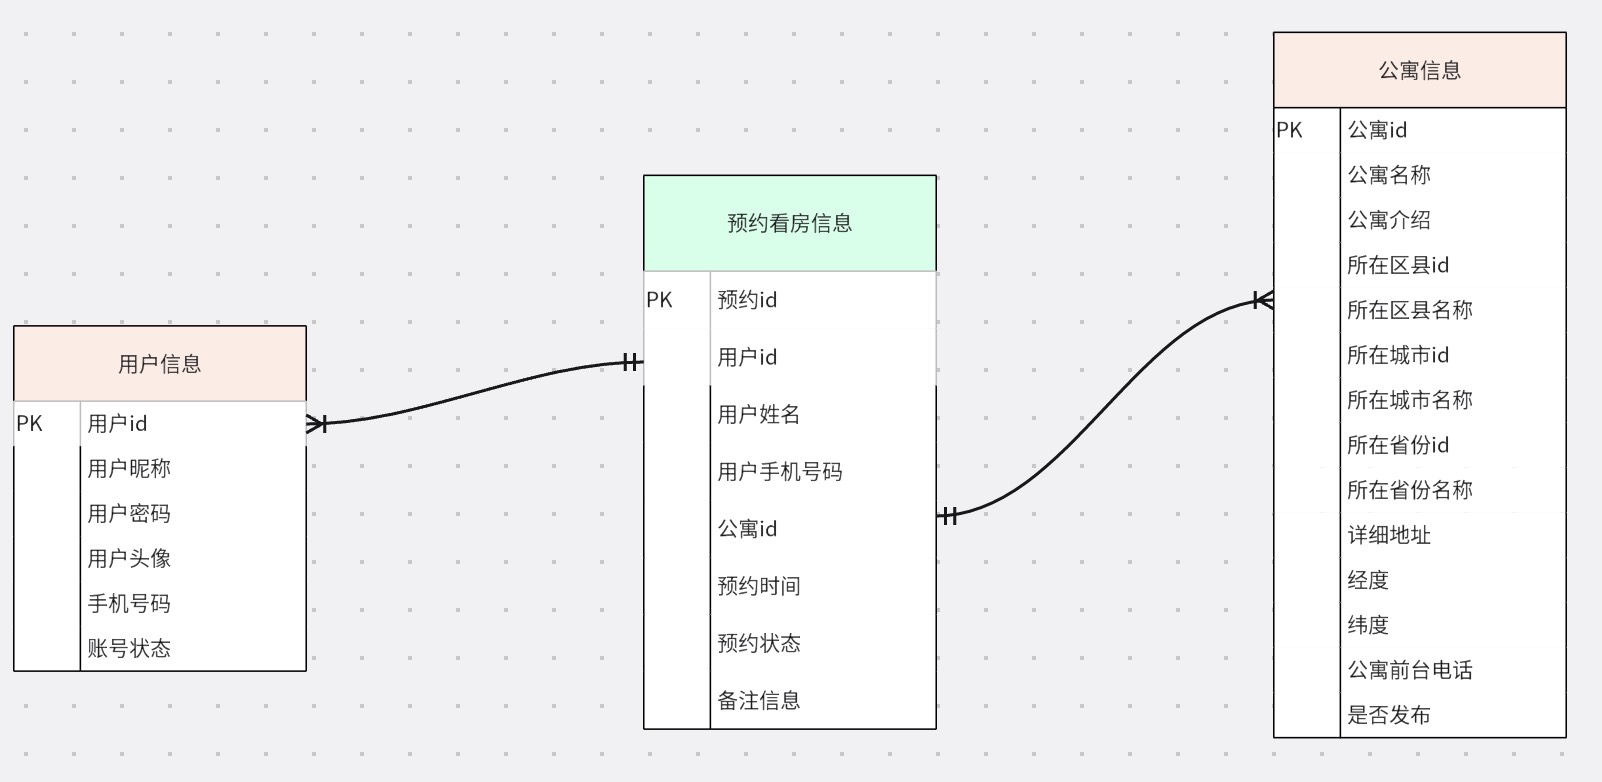 用户信息
PK 用户id
用户昵称
用户密码
用户头像
手机号码
账号状态
预约看房信息
PK 预约id
用户id
用户姓名
用户手机号码
公寓id
预约时间
预约状态
备注信息
公寓信息
PK 公寓id
公寓名称
公寓介绍
所在区县id
所在区县名称
所在城市id
所在城市名称
所在省份id
所在省份名称
详细地址
经度
纬度
公寓前台电话
是否发布